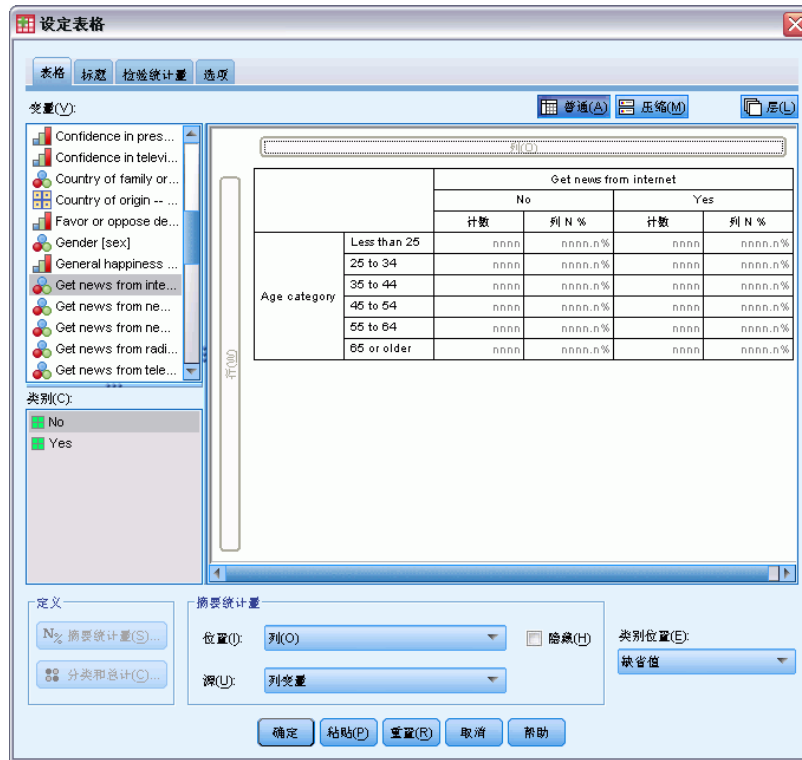 设定表格
表格 标题 检验统计量 选项
变量(V):
普通(A) 压缩(M) 层(L)
Confidence in pres...
Confidence in televi...
Country of family or...
Country of origin -- ...
Favor or oppose de...
Gender [sex]
General happiness ...
Get news from inte...
Get news from ne...
Get news from ne...
Get news from radi...
Get news from tele...
类别(C):
No
Yes
列(O)
行(W)
Get news from internet
No Yes
计数 列 N % 计数 列 N %
Age category
Less than 25 nnnn nnnn.n% nnnn nnnn.n%
25 to 34 nnnn nnnn.n% nnnn nnnn.n%
35 to 44 nnnn nnnn.n% nnnn nnnn.n%
45 to 54 nnnn nnnn.n% nnnn nnnn.n%
55 to 64 nnnn nnnn.n% nnnn nnnn.n%
65 or older nnnn nnnn.n% nnnn nnnn.n%
定义
N% 摘要统计量(S)...
分类和总计(C)...
摘要统计量
位置(I): 列(O) 隐藏(H)
源(U): 列变量
类别位置(E):
缺省值
确定 粘贴(P) 重置(R) 取消 帮助